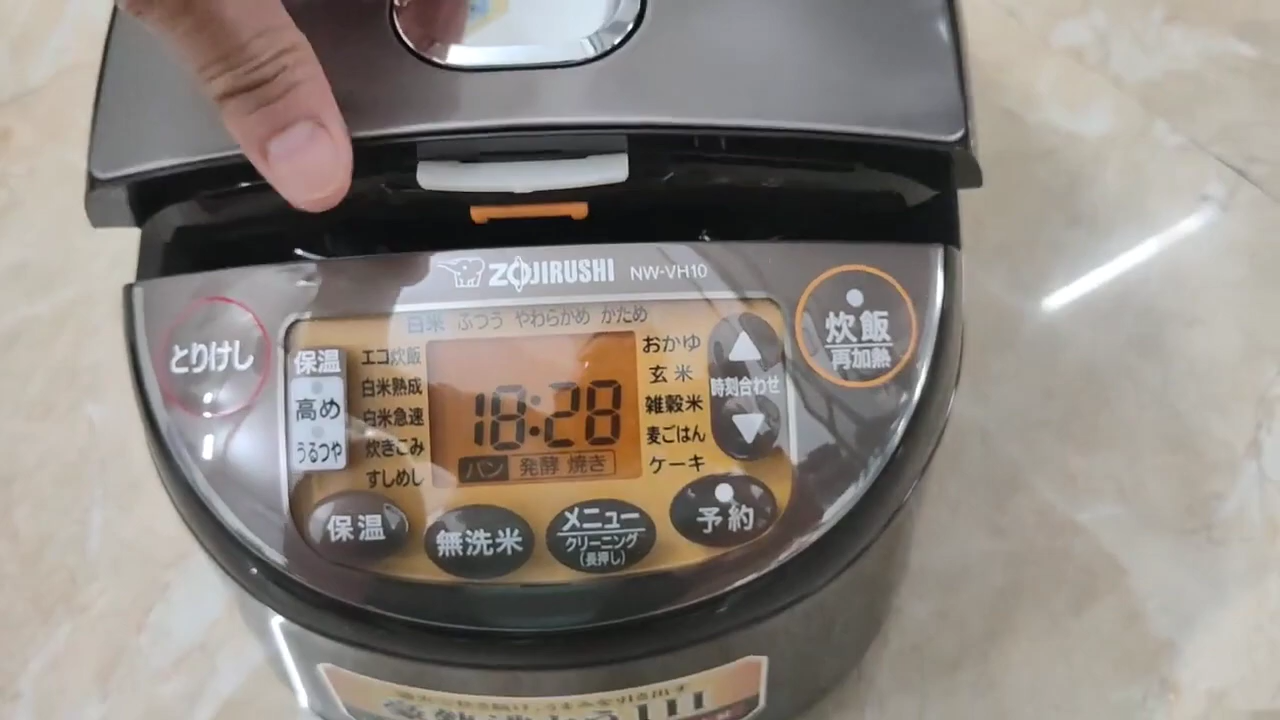 ZOJIRUSHI NW-VH10
とりけし
炊飯
再加熱
白米 ふつう やわらかめ かため
保温
高め
うるつや
エコ炊飯
白米熟成
白米急速
炊きこみ
すしめし
18:28
パン 発酵 焼き
おかゆ
玄米
雑穀米
麦ごはん
ケーキ
時刻合わせ
保温
無洗米
メニュー
クリーニング
(長押し)
予約